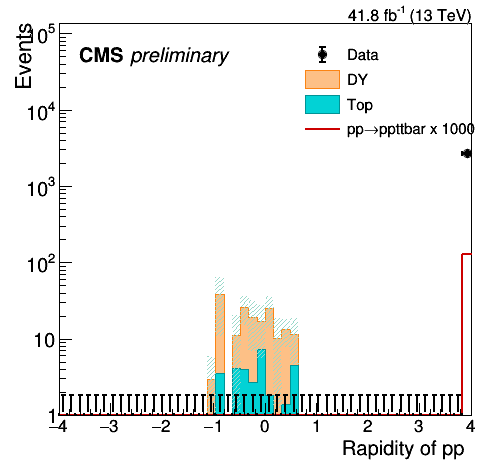 41.8 fb⁻¹ (13 TeV)
Events
CMS preliminary
Data
DY
Top
pp→ppttbar x 1000
10⁵
10⁴
10³
10²
10
1
−4 −3 −2 −1 0 1 2 3 4
Rapidity of pp